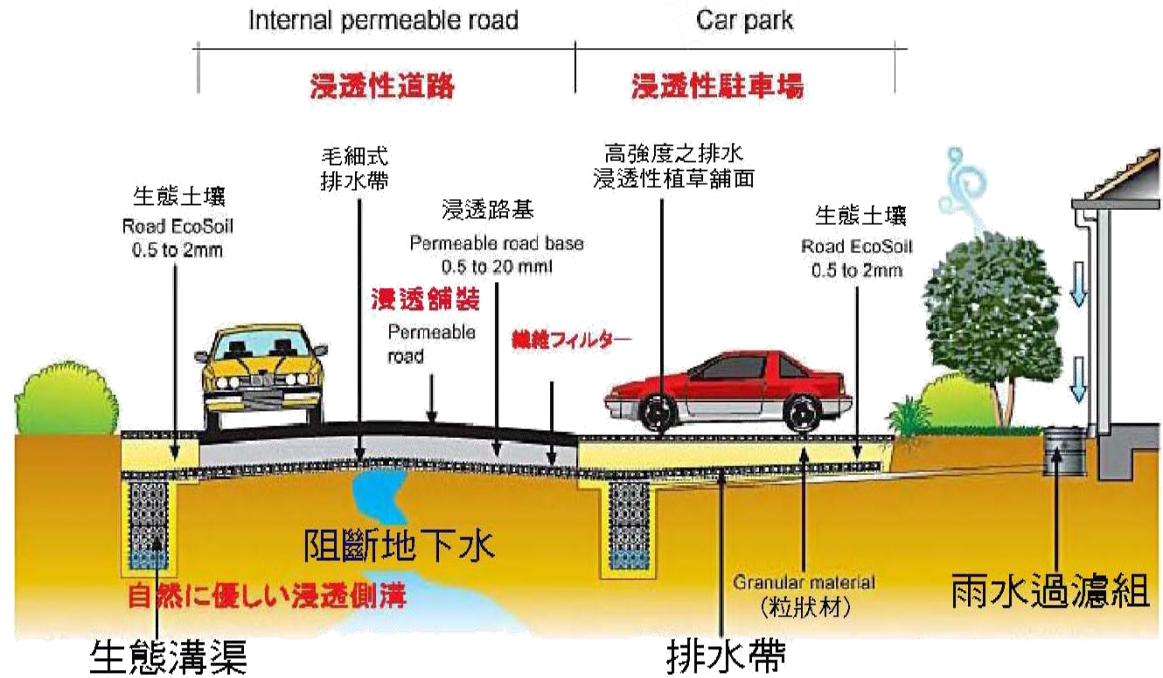 Internal permeable road
Car park
浸透性道路
浸透性駐車場
毛細式
排水帶
高強度之排水
浸透性植草舖面
生態土壤
Road EcoSoil
0.5 to 2mm
浸透路基
Permeable road base
0.5 to 20 mml
生態土壤
Road EcoSoil
0.5 to 2mm
浸透舖裝
Permeable
road
繊維フィルター
阻斷地下水
自然に優しい浸透側溝
Granular material
(粒狀材)
雨水過濾組
生態溝渠
排水帶